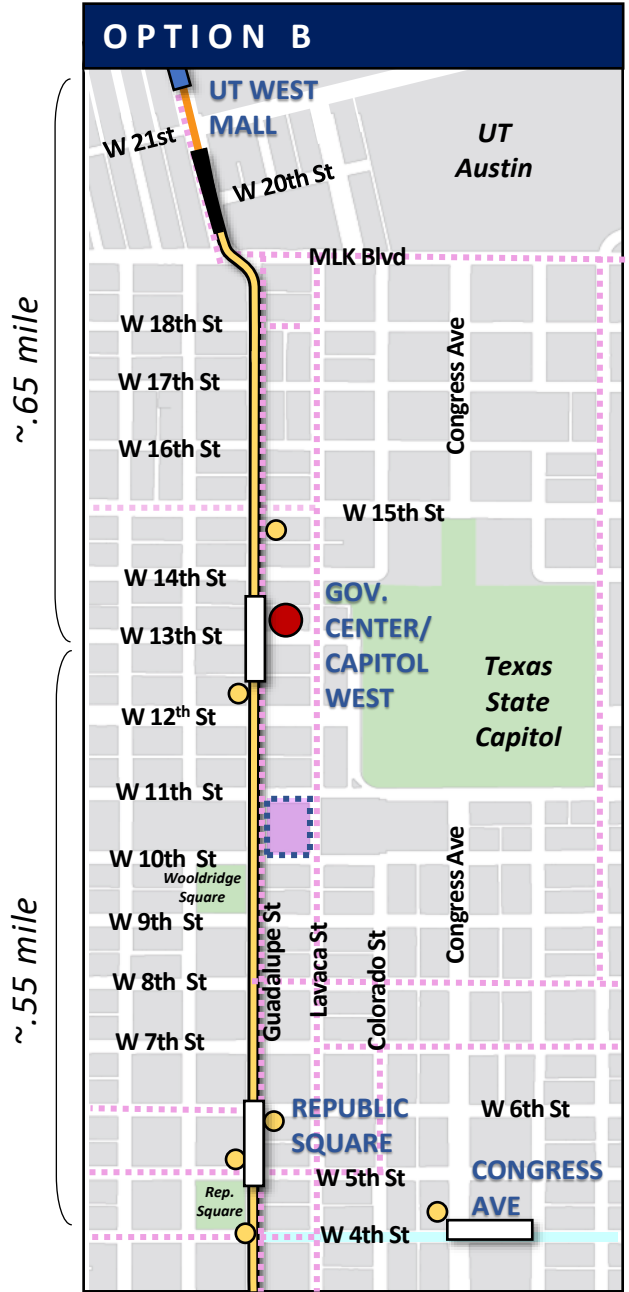 OPTION B
UT WEST
MALL
W 21st
UT
Austin
W 20th St
MLK Blvd
~.65 mile
W 18th St
W 17th St
Congress Ave
W 16th St
W 15th St
W 14th St
GOV.
CENTER/
CAPITOL
WEST
W 13th St
Texas
State
Capitol
W 12th St
W 11th St
W 10th St
Wooldridge
Square
Congress Ave
~.55 mile
W 9th St
Guadalupe St
Lavaca St
Colorado St
W 8th St
W 7th St
REPUBLIC
SQUARE
W 6th St
W 5th St
CONGRESS
AVE
Rep.
Square
W 4th St